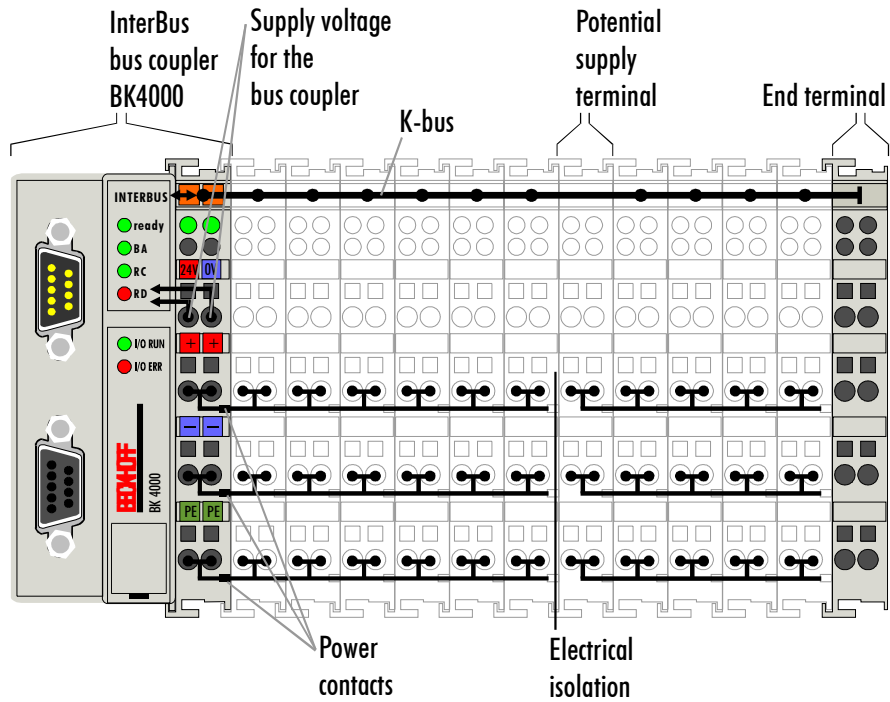 InterBus
bus coupler
BK4000
Supply voltage
for the
bus coupler
K-bus
Potential
supply
terminal
End terminal
INTERBUS
ready
BA
RC
RD
I/O RUN
I/O ERR
BECKHOFF
BK 4000
24V 0V
+ +
− −
PE PE
Power
contacts
Electrical
isolation